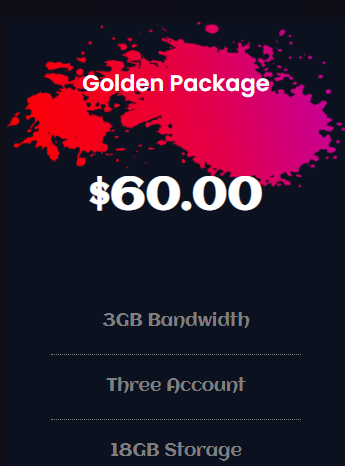 Golden Package
$60.00
3GB Bandwidth
Three Account
18GB Storage